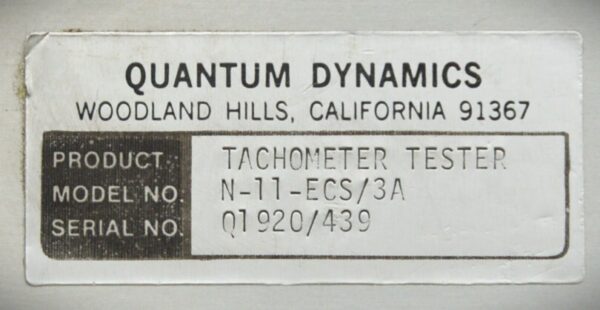 QUANTUM DYNAMICS
WOODLAND HILLS, CALIFORNIA 91367
PRODUCT: TACHOMETER TESTER
MODEL NO: N-11-ECS/3A
SERIAL NO. Q1920/439